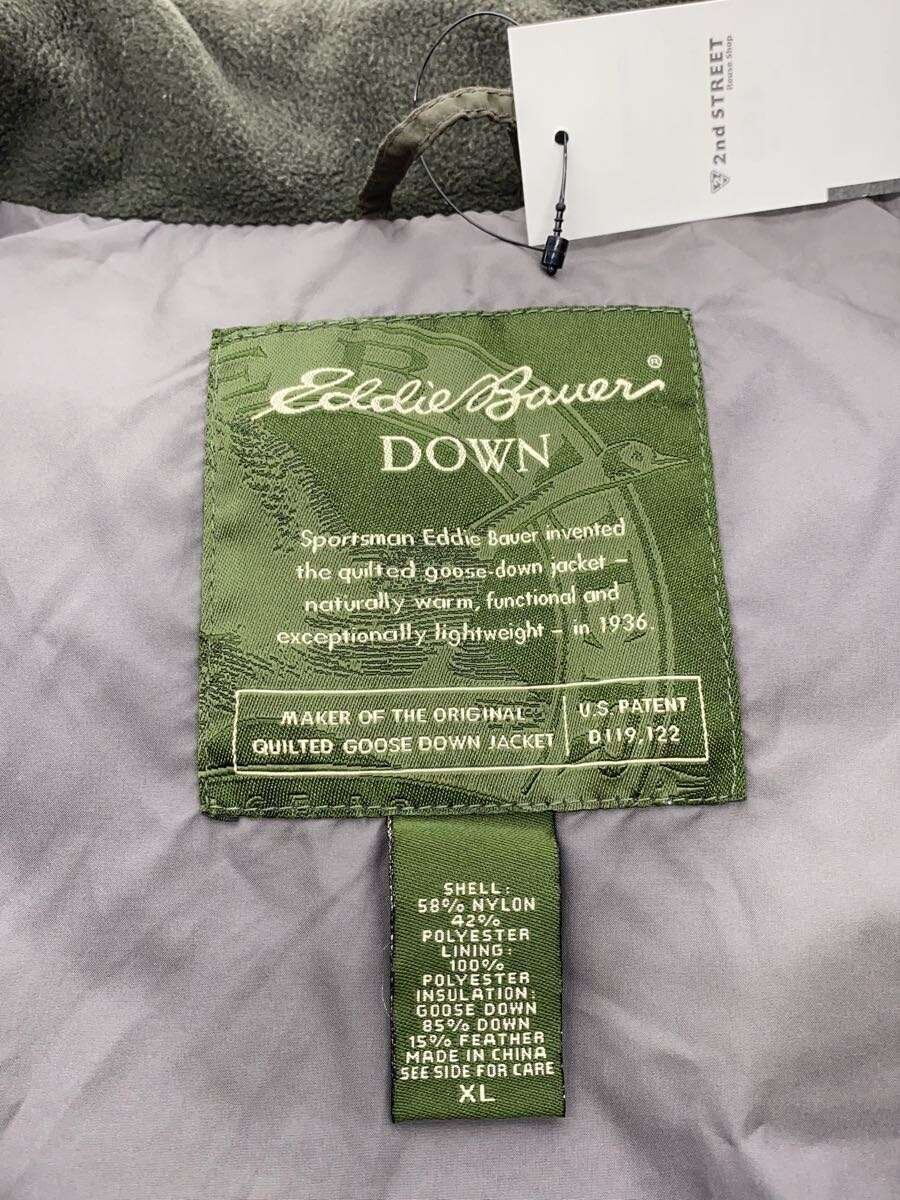 2nd STREET
Reuse Shop
Eddie Bauer®
DOWN
Sportsman Eddie Bauer invented
the quilted goose-down jacket –
naturally warm, functional and
exceptionally lightweight – in 1936.
MAKER OF THE ORIGINAL
QUILTED GOOSE DOWN JACKET
U.S. PATENT
D119,122
SHELL:
58% NYLON
42%
POLYESTER
LINING:
100%
POLYESTER
INSULATION:
GOOSE DOWN
85% DOWN
15% FEATHER
MADE IN CHINA
SEE SIDE FOR CARE
XL